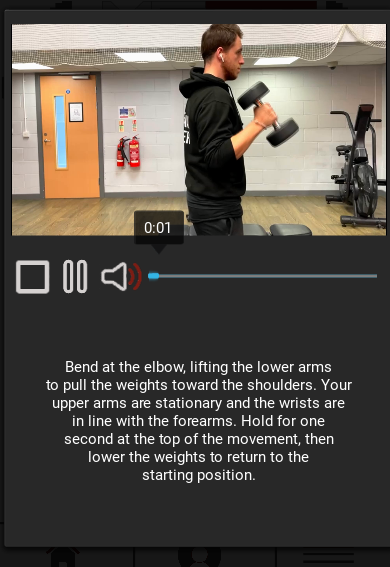 0:01
Bend at the elbow, lifting the lower arms
to pull the weights toward the shoulders. Your
upper arms are stationary and the wrists are
in line with the forearms. Hold for one
second at the top of the movement, then
lower the weights to return to the
starting position.